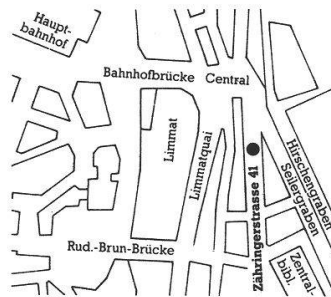 Haupt-
bahnhof
Bahnhofbrücke Central
Limmat
Limmatquai
Zähringerstrasse 41
Hirschengraben
Seilergraben
Rud.-Brun-Brücke
Zentral-
bibl.